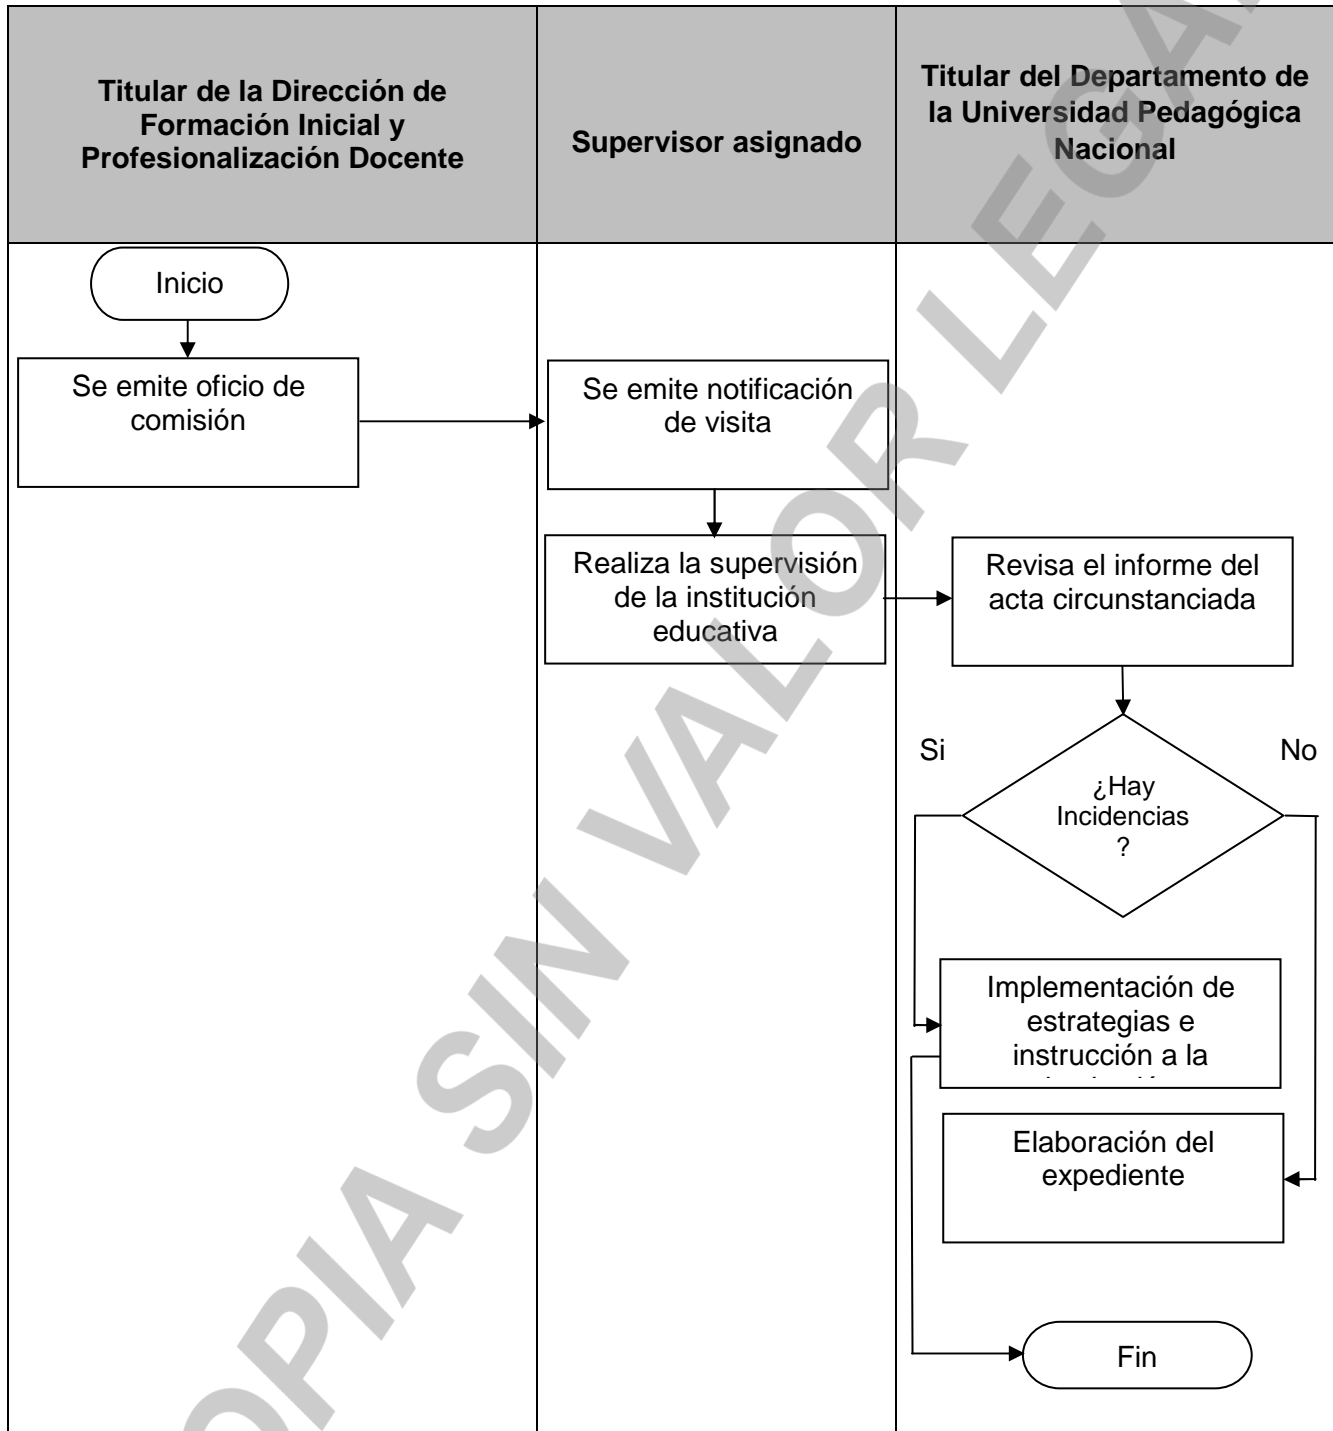 Titular de la Dirección de
Formación Inicial y
Profesionalización Docente
Supervisor asignado
Titular del Departamento de
la Universidad Pedagógica
Nacional
Inicio
Se emite oficio de
comisión
Se emite notificación
de visita
Realiza la supervisión
de la institución
educativa
Revisa el informe del
acta circunstanciada
Si
No
¿Hay
Incidencias
?
Implementación de
estrategias e
instrucción a la
Elaboración del
expediente
Fin
OPIA SIN VALOR LEGA